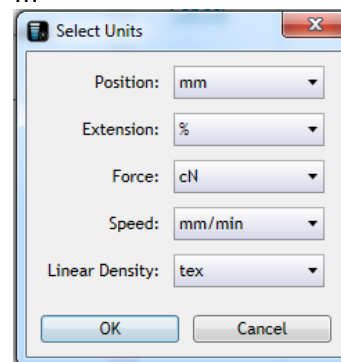 ...
Select Units
Position: mm
Extension: %
Force: cN
Speed: mm/min
Linear Density: tex
OK Cancel